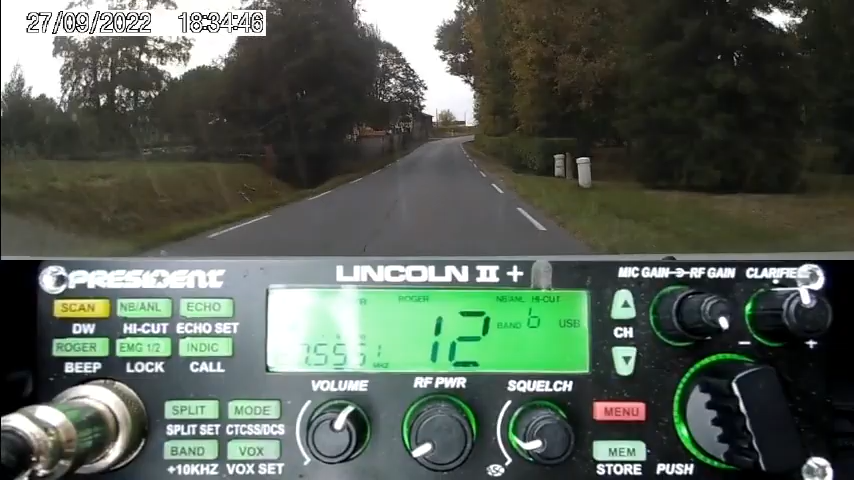 27/09/2022 18:34:46
PRESIDENT LINCOLN II + MIC GAIN RF GAIN CLARIFIER
SCAN NB/ANL ECHO
DW HI-CUT ECHO SET
ROGER EMG 1/2 INDIC
BEEP LOCK CALL
ROGER NB/ANL HI-CUT
12 BAND 6 USB
MHZ
CH
- +
VOLUME RF PWR SQUELCH
SPLIT MODE MENU
SPLIT SET CTCSS/DCS
BAND VOX MEM
+10KHZ VOX SET STORE PUSH